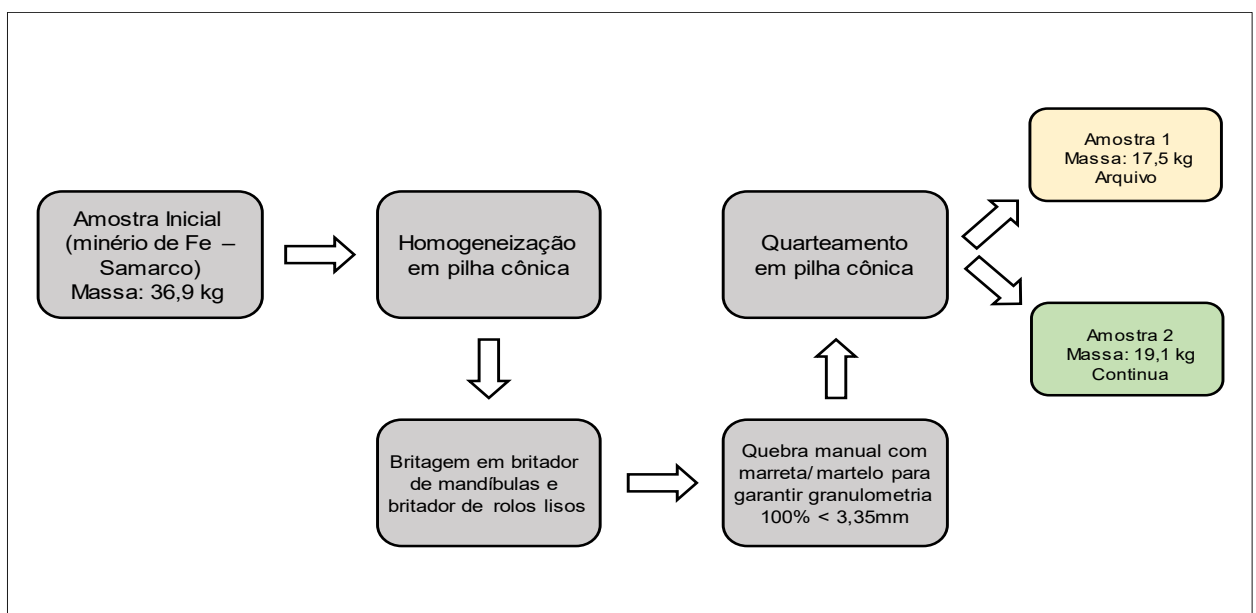 Amostra Inicial
(minério de Fe –
Samarco)
Massa: 36,9 kg
Homogeneização
em pilha cônica
Britagem em britador
de mandíbulas e
britador de rolos lisos
Quebra manual com
marreta/ martelo para
garantir granulometria
100% < 3,35mm
Quarteamento
em pilha cônica
Amostra 1
Massa: 17,5 kg
Arquivo
Amostra 2
Massa: 19,1 kg
Continua